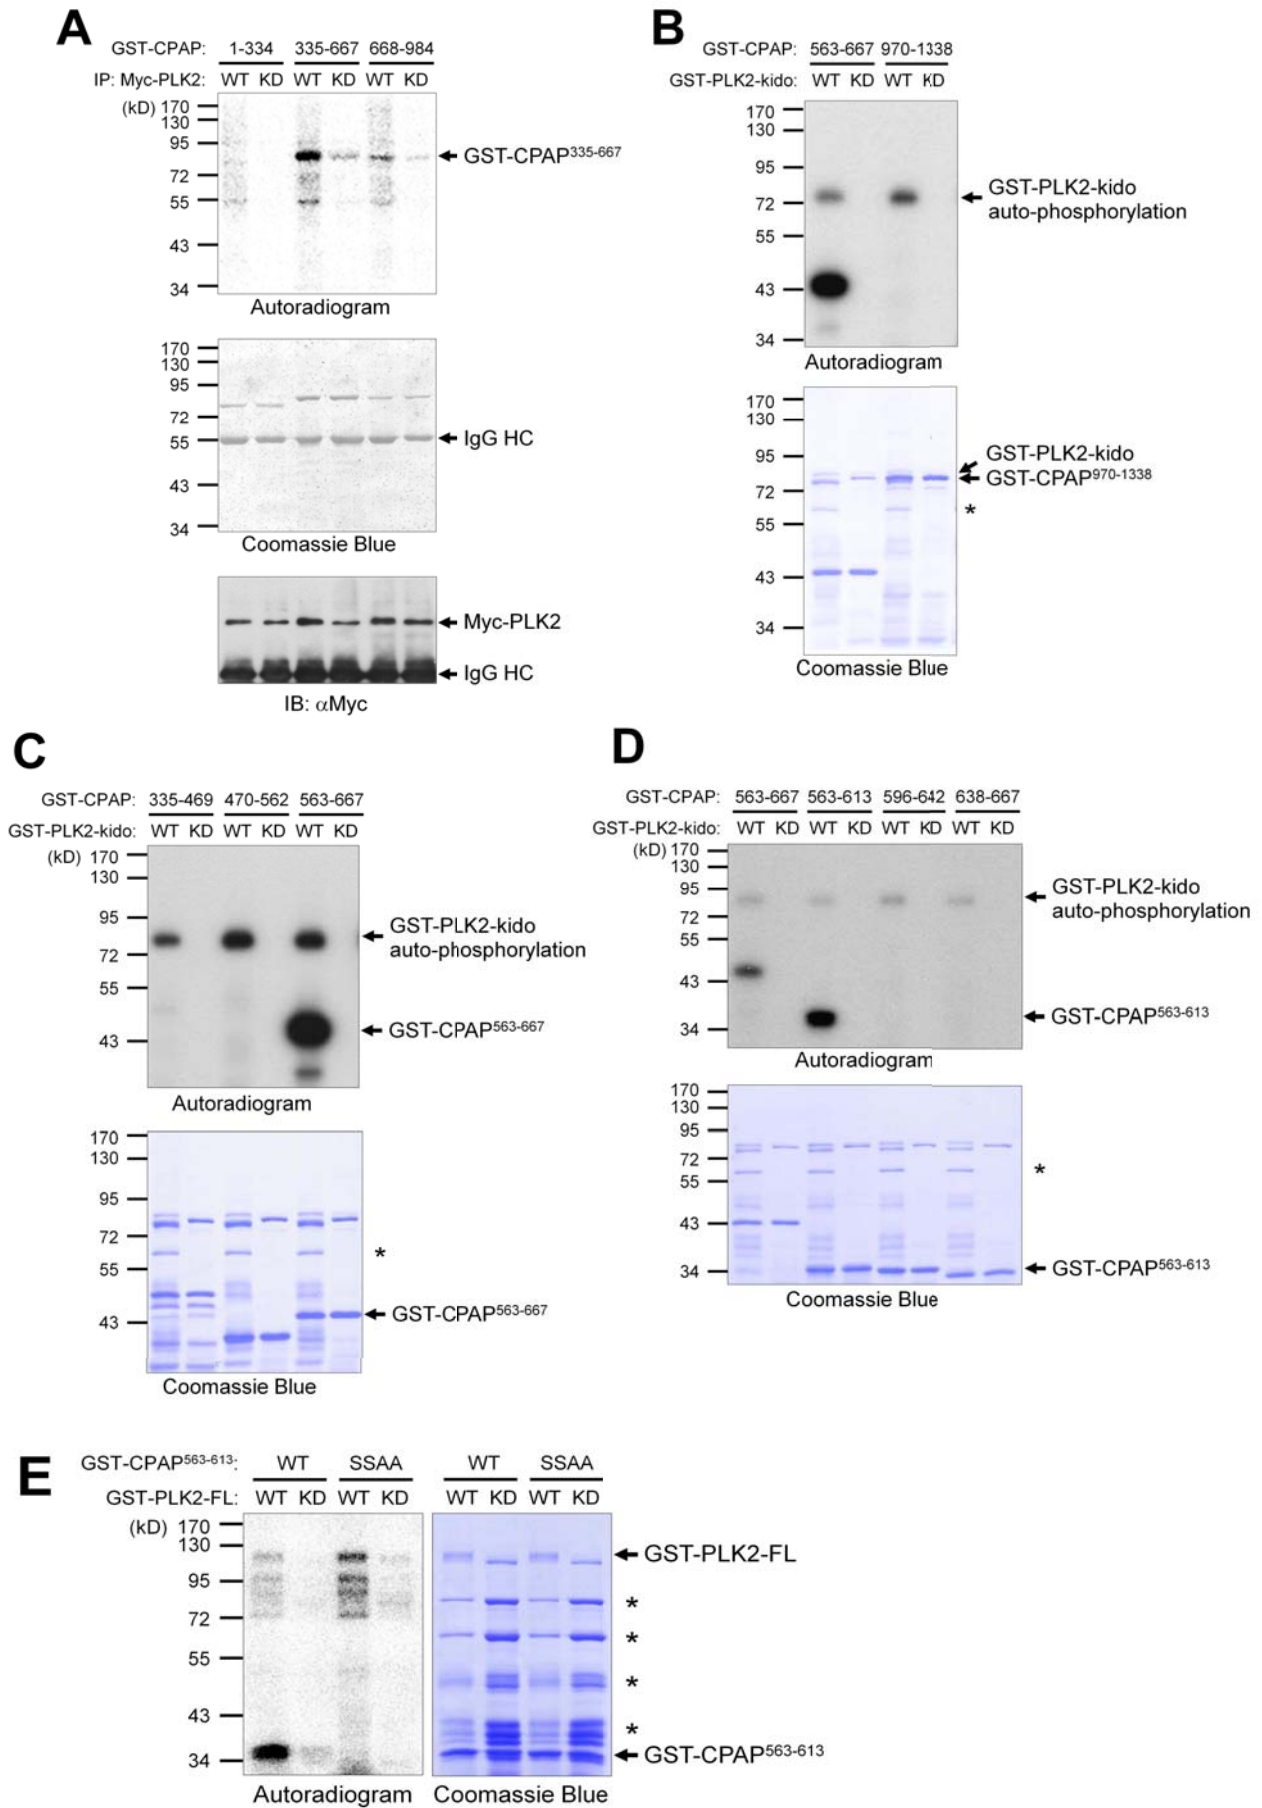 A
GST-CPAP: 1-334 335-667 668-984
IP: Myc-PLK2: WT KD WT KD WT KD
(kD) 170
130
95
GST-CPAP335-667
72
55
43
34
Autoradiogram
170
130
95
72
55
IgG HC
43
34
Coomassie Blue
Myc-PLK2
IgG HC
IB: αMyc
B
GST-CPAP: 563-667 970-1338
GST-PLK2-kido: WT KD WT KD
170
130
95
GST-PLK2-kido
auto-phosphorylation
72
55
43
34
Autoradiogram
170
130
95
GST-PLK2-kido
GST-CPAP970-1338
72
*
55
43
34
Coomassie Blue
C
GST-CPAP: 335-469 470-562 563-667
GST-PLK2-kido: WT KD WT KD WT KD
(kD) 170
130
95
GST-PLK2-kido
auto-phosphorylation
72
55
GST-CPAP563-667
43
Autoradiogram
170
130
95
72
*
55
GST-CPAP563-667
43
Coomassie Blue
D
GST-CPAP: 563-667 563-613 596-642 638-667
GST-PLK2-kido: WT KD WT KD WT KD WT KD
(kD) 170
130
95
GST-PLK2-kido
auto-phosphorylation
72
55
43
GST-CPAP563-613
34
Autoradiogram
170
130
95
72
*
55
43
34
GST-CPAP563-613
Coomassie Blue
E
GST-CPAP563-613: WT SSAA WT SSAA
GST-PLK2-FL: WT KD WT KD WT KD WT KD
(kD) 170
130
GST-PLK2-FL
95
*
72
*
55
*
43
*
34
GST-CPAP563-613
Autoradiogram Coomassie Blue